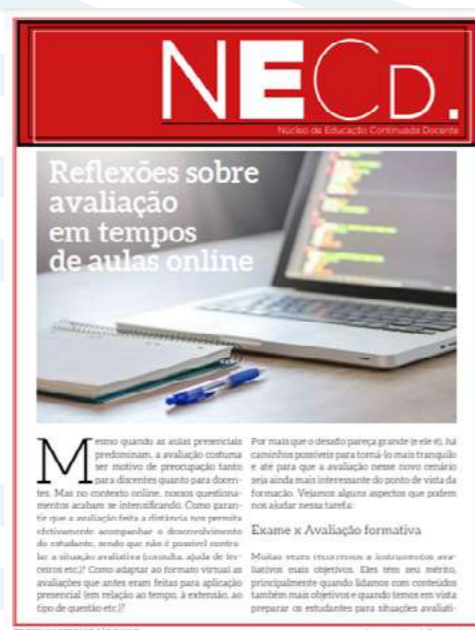 NECD.
Núcleo de Educação Continuada Docente
Reflexões sobre
avaliação
em tempos
de aulas online
Mesmo quando as aulas presenciais
predominam, a avaliação costuma
ser motivo de preocupação tanto
para discentes quanto para docen-
tes. Mas no contexto online, nossos questiona-
mentos acabam se intensificando. Como garan-
tir que a avaliação feita a distância nos permita
efetivamente acompanhar o desenvolvimento
do estudante, sendo que não é possível contro-
lar a situação avaliativa (consulta, ajuda de ter-
ceiros etc.)? Como adaptar ao formato virtual as
avaliações que antes eram feitas para aplicação
presencial (em relação ao tempo, à extensão, ao
tipo de questão etc.)?
Por mais que o desafio pareça grande (e ele é), há
caminhos possíveis para torná-lo mais tranquilo
e até para que a avaliação nesse novo cenário
seja ainda mais interessante do ponto de vista da
formação. Vejamos alguns aspectos que podem
nos ajudar nessa tarefa:
Exame x Avaliação formativa
Muitas vezes recorremos a instrumentos ava-
liativos mais objetivos. Eles têm seu mérito,
principalmente quando lidamos com conteúdos
também mais objetivos e quando temos em vista
preparar os estudantes para situações avaliati-